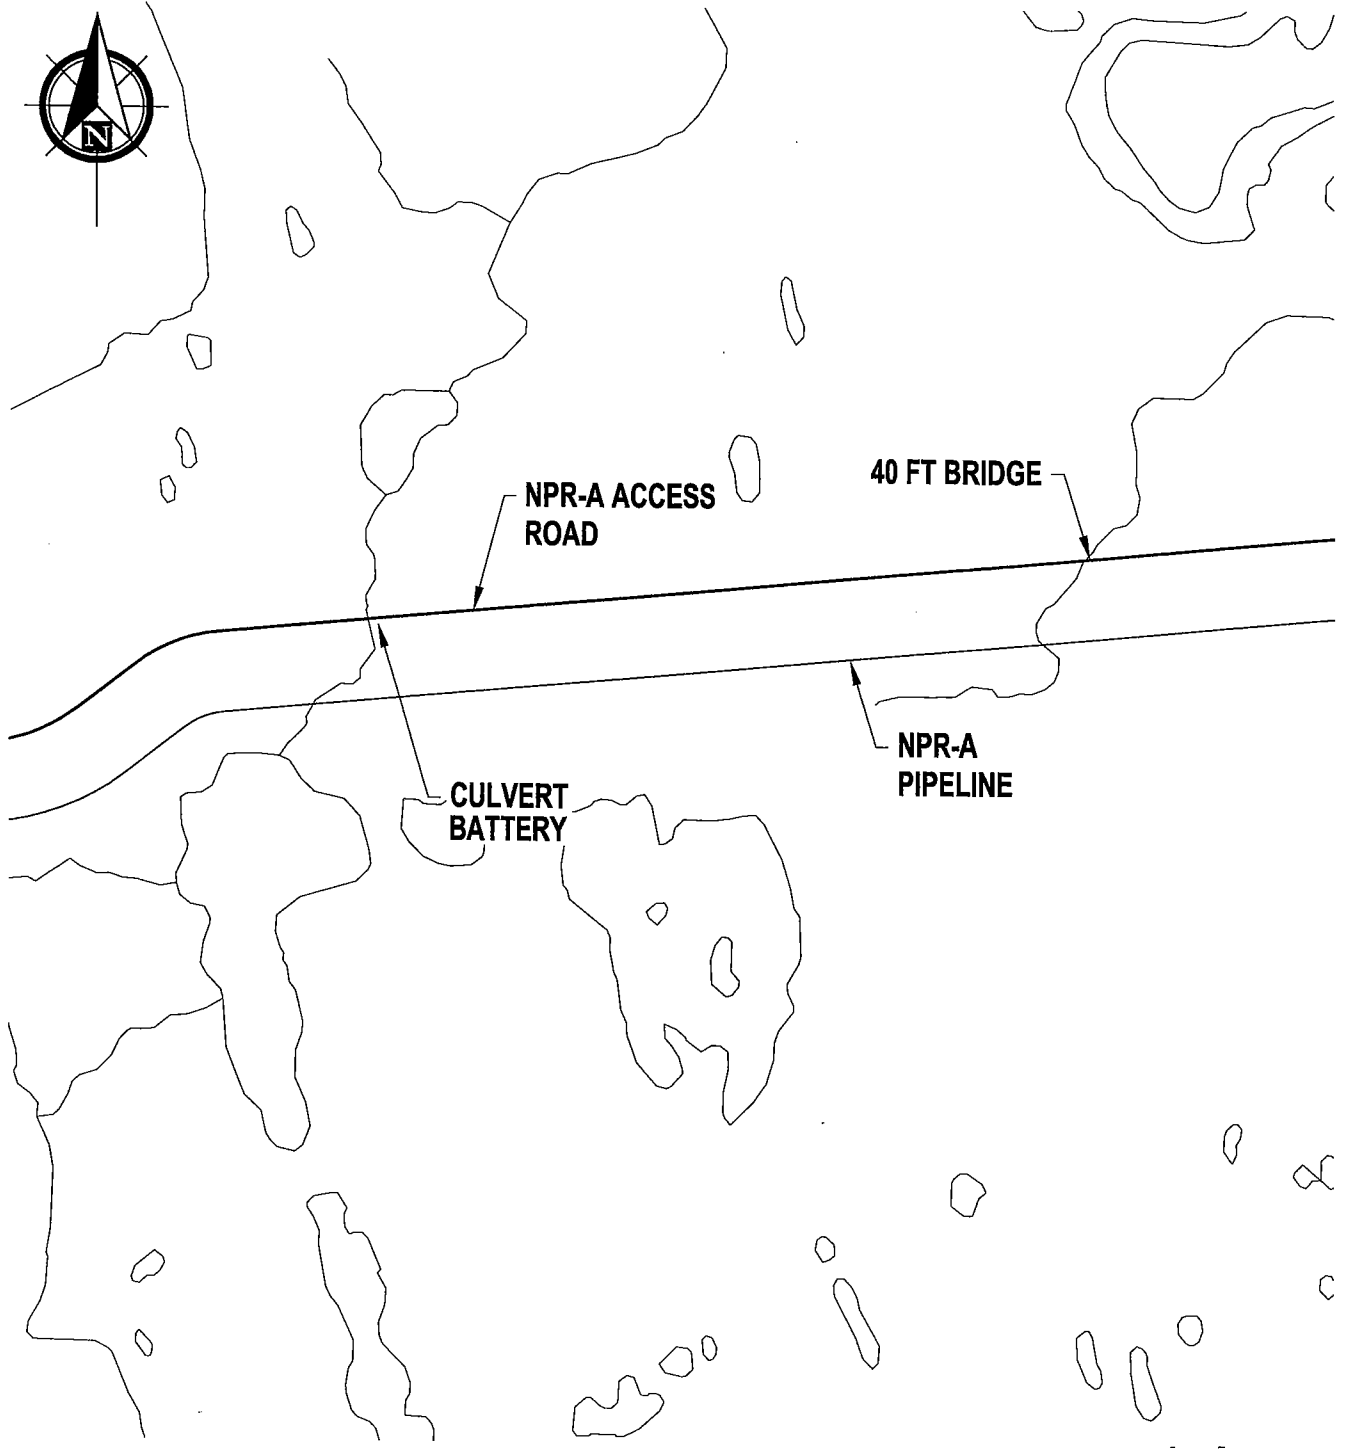 N
40 FT BRIDGE
NPR-A ACCESS
ROAD
NPR-A
PIPELINE
CULVERT
BATTERY